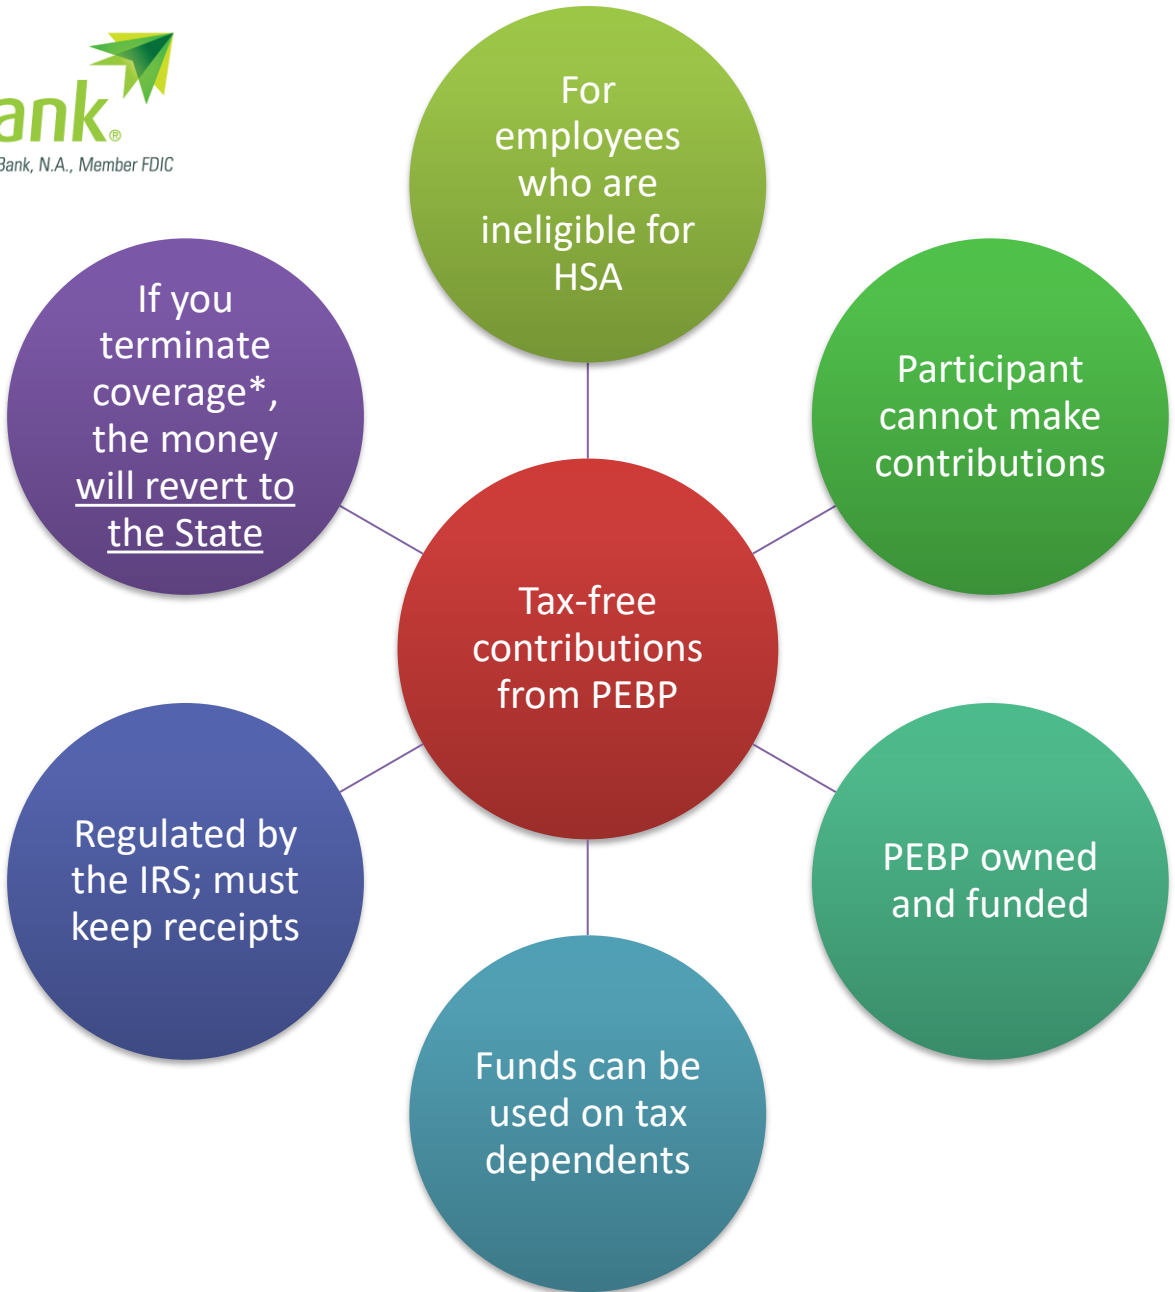 ank®
Bank, N.A., Member FDIC
For
employees
who are
ineligible for
HSA
If you
terminate
coverage*,
the money
will revert to
the State
Participant
cannot make
contributions
Tax-free
contributions
from PEBP
Regulated by
the IRS; must
keep receipts
PEBP owned
and funded
Funds can be
used on tax
dependents